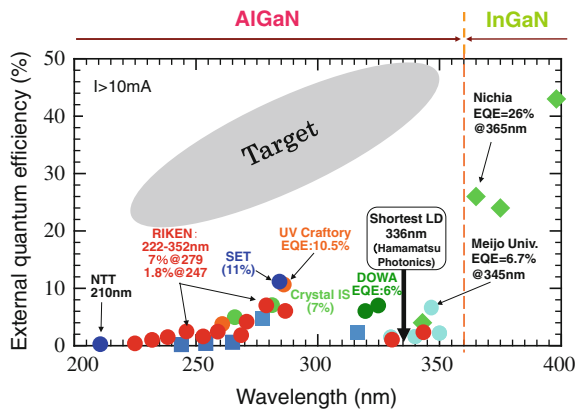 AlGaN
InGaN
External quantum efficiency (%)
50
40
30
20
10
0
I>10mA
Target
Nichia
EQE=26%
@365nm
RIKEN:
222-352nm
7%@279
1.8%@247
UV Craftory
EQE:10.5%
SET
(11%)
Crystal IS
(7%)
Shortest LD
336nm
(Hamamatsu
Photonics)
DOWA
EQE:6%
Meijo Univ.
EQE=6.7%
@345nm
NTT
210nm
200
250
300
350
400
Wavelength (nm)